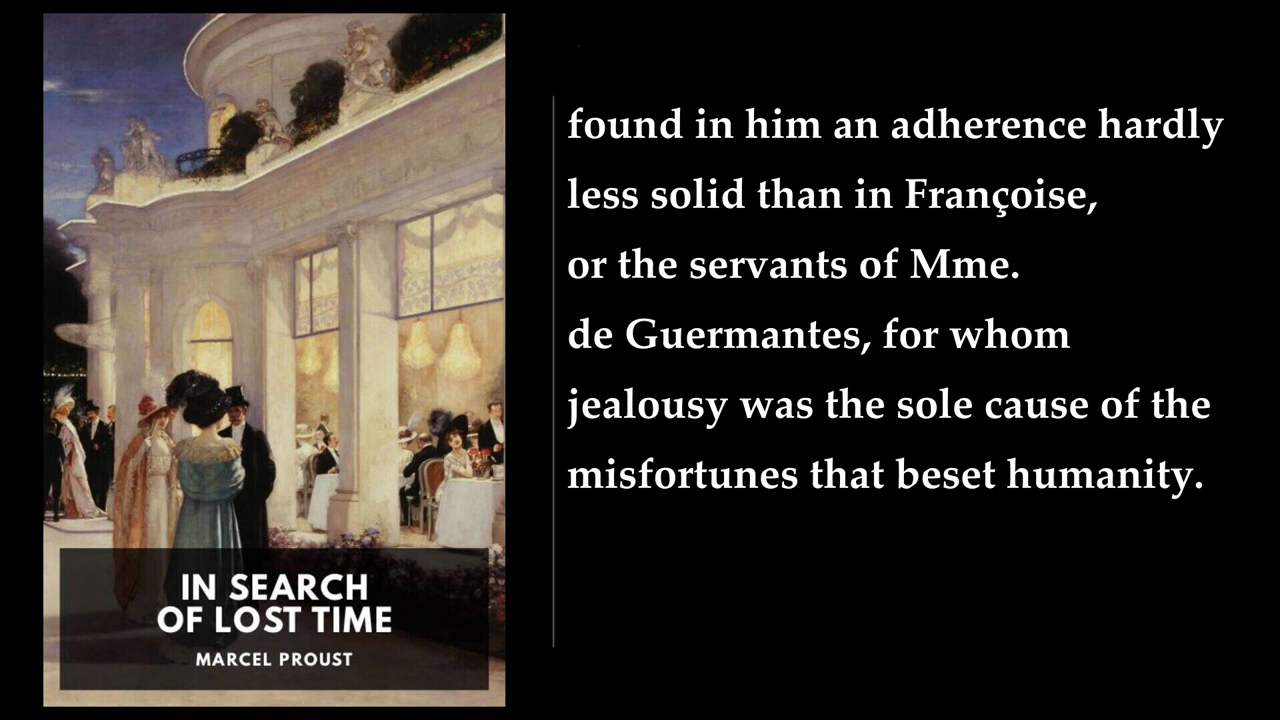 found in him an adherence hardly
less solid than in Françoise,
or the servants of Mme.
de Guermantes, for whom
jealousy was the sole cause of the
misfortunes that beset humanity.
IN SEARCH
OF LOST TIME
MARCEL PROUST